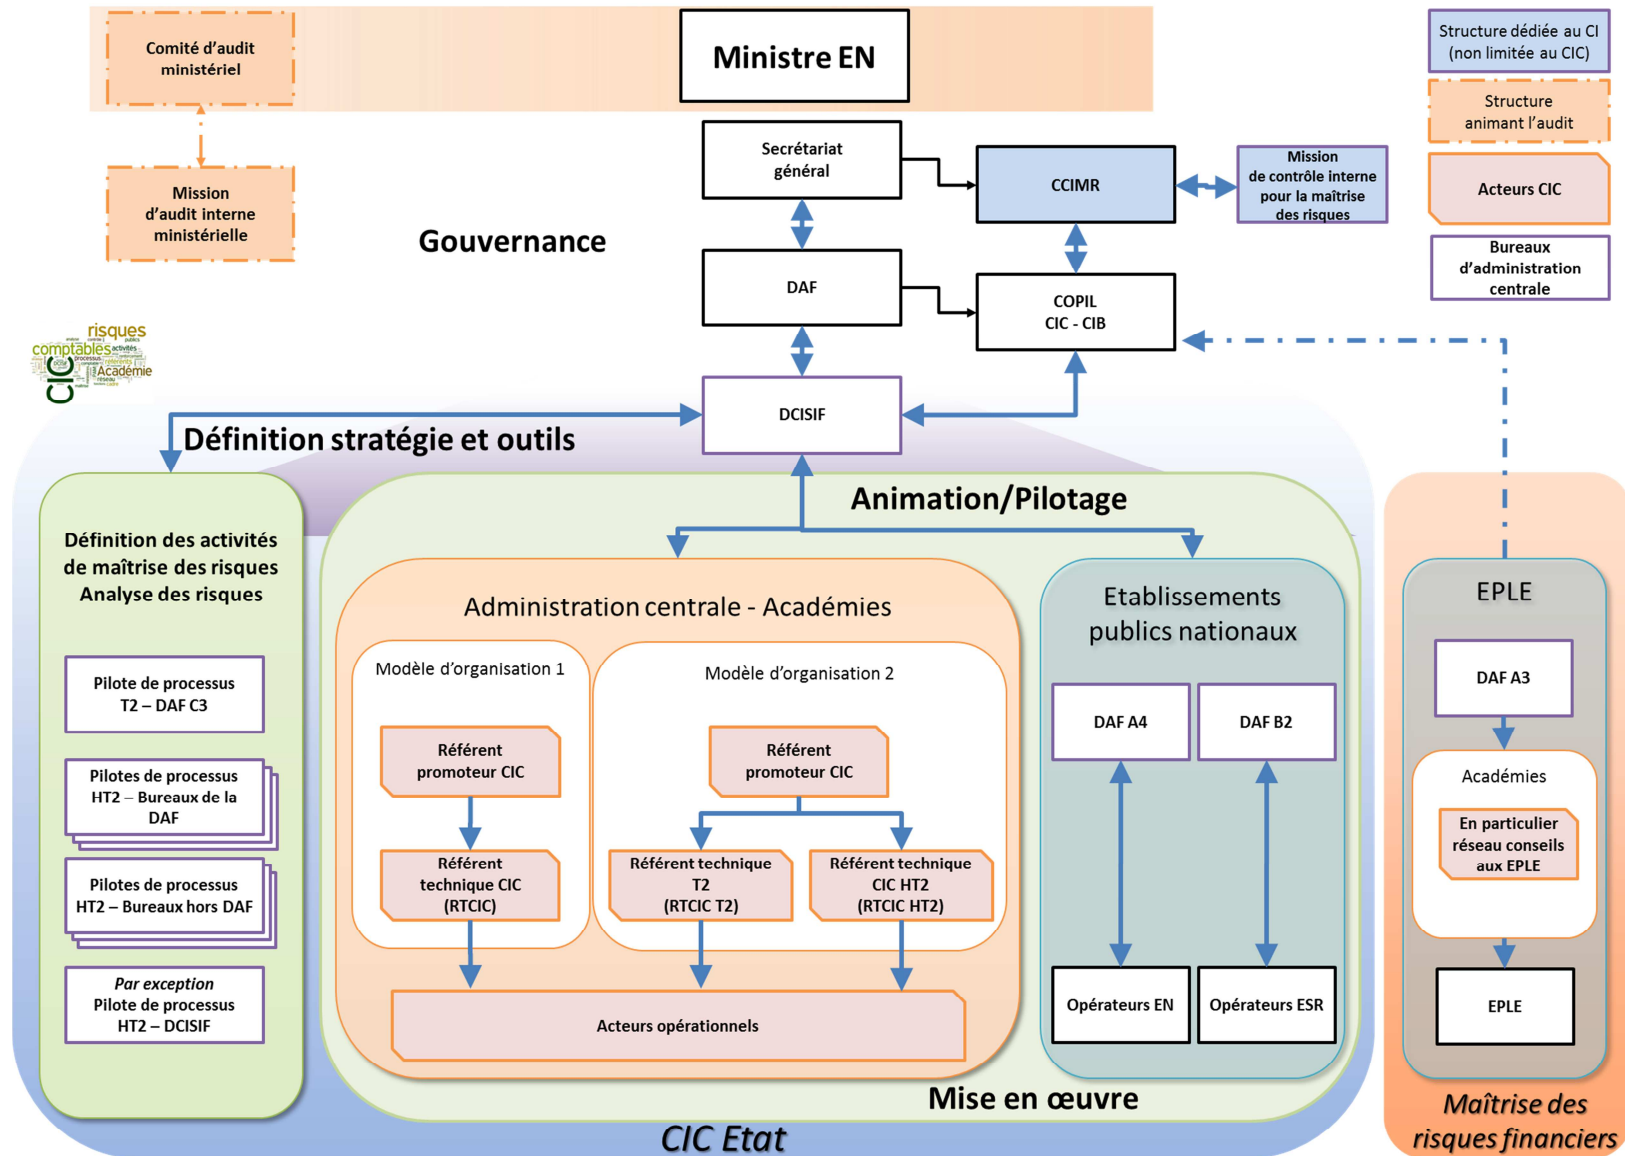 Comité d’audit
ministériel
Ministre EN
Structure dédiée au CI
(non limitée au CIC)
Structure
animant l’audit
Acteurs CIC
Bureaux
d’administration
centrale
Mission
d’audit interne
ministérielle
Secrétariat
général
CCIMR
Mission
de contrôle interne
pour la maîtrise
des risques
Gouvernance
DAF
COPIL
CIC - CIB
risques
comptables
activités
CIC
référents
Académie
réseau
DCISIF
Définition stratégie et outils
Animation/Pilotage
Définition des activités
de maîtrise des risques
Analyse des risques
Pilote de processus
T2 – DAF C3
Pilotes de processus
HT2 – Bureaux de la
DAF
Pilotes de processus
HT2 – Bureaux hors DAF
Par exception
Pilote de processus
HT2 – DCISIF
Administration centrale - Académies
Modèle d’organisation 1
Référent
promoteur CIC
Référent
technique CIC
(RTCIC)
Modèle d’organisation 2
Référent
promoteur CIC
Référent technique
T2
(RTCIC T2)
Référent technique
CIC HT2
(RTCIC HT2)
Acteurs opérationnels
Etablissements
publics nationaux
DAF A4
DAF B2
Opérateurs EN
Opérateurs ESR
EPLE
DAF A3
Académies
En particulier
réseau conseils
aux EPLE
EPLE
Mise en œuvre
CIC Etat
Maîtrise des
risques financiers